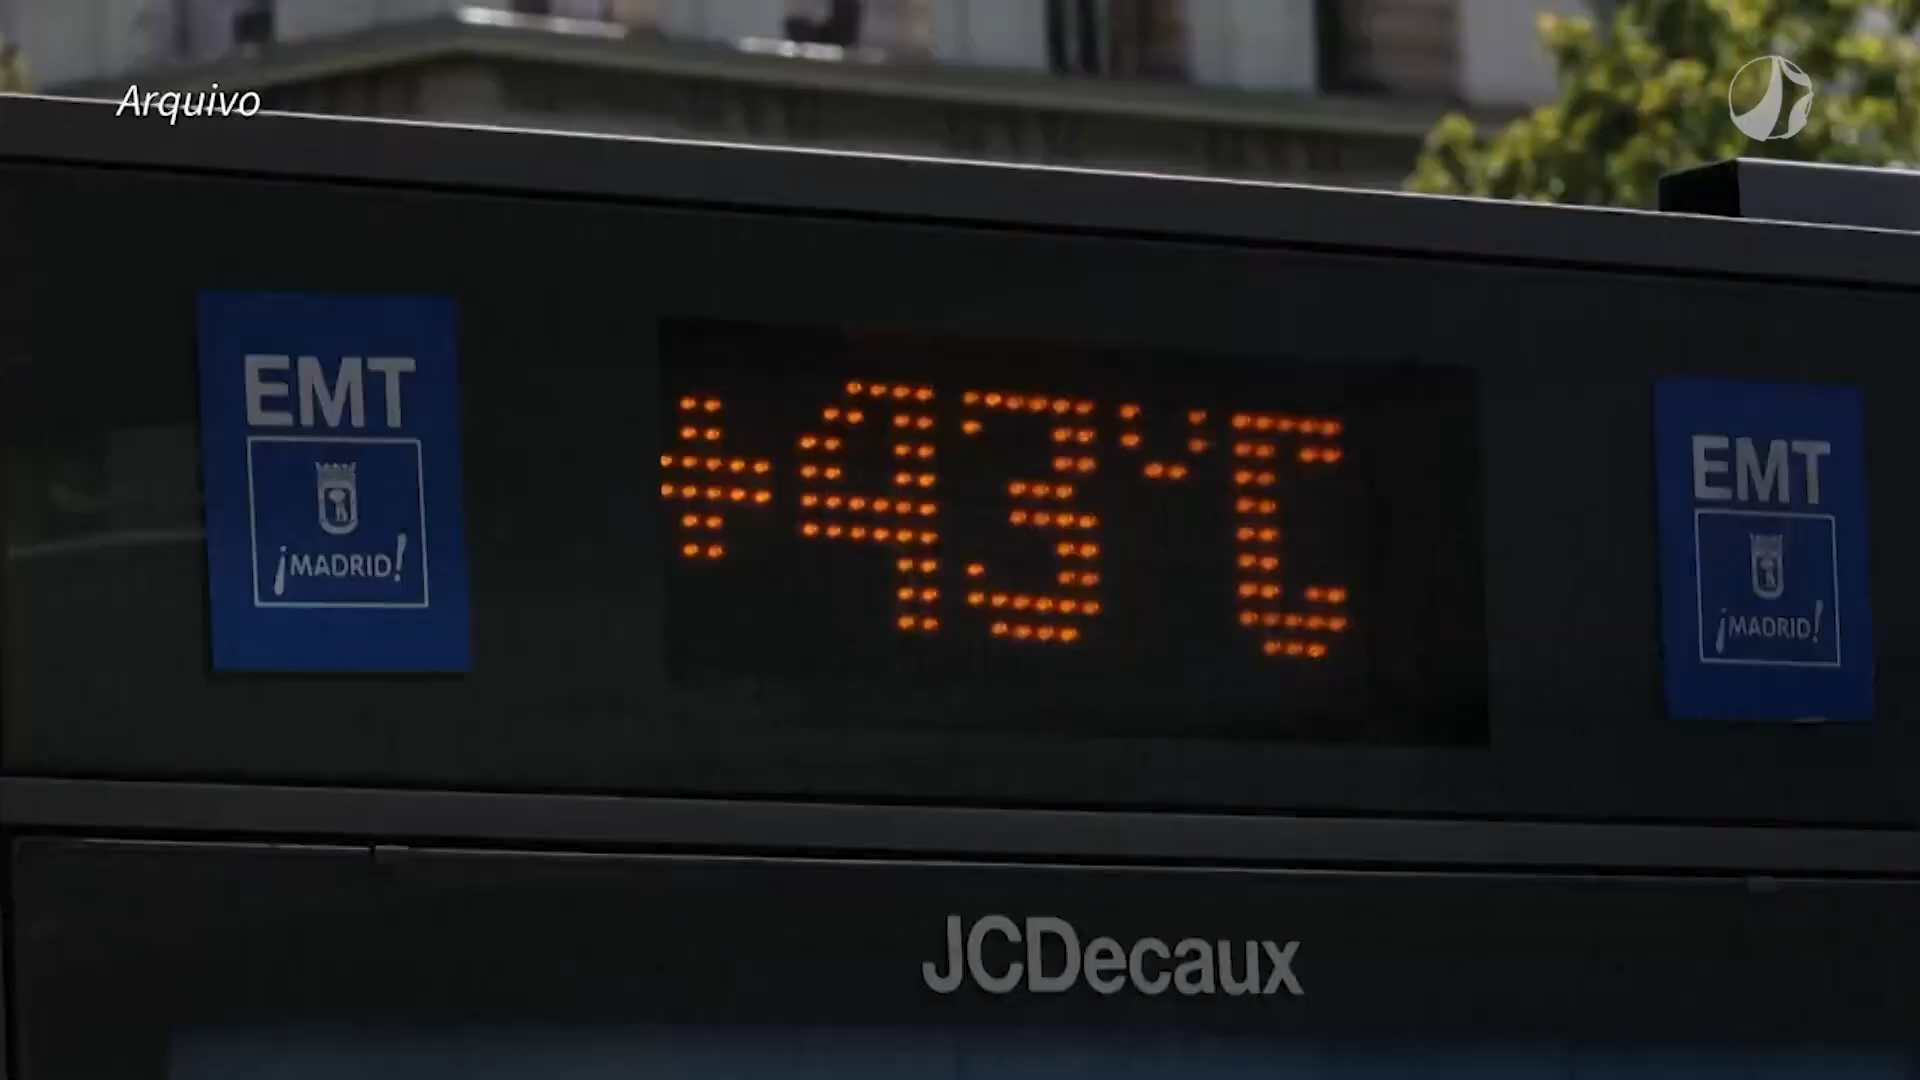 Arquivo
EMT
¡MADRID!
+43°C
EMT
¡MADRID!
JCDecaux